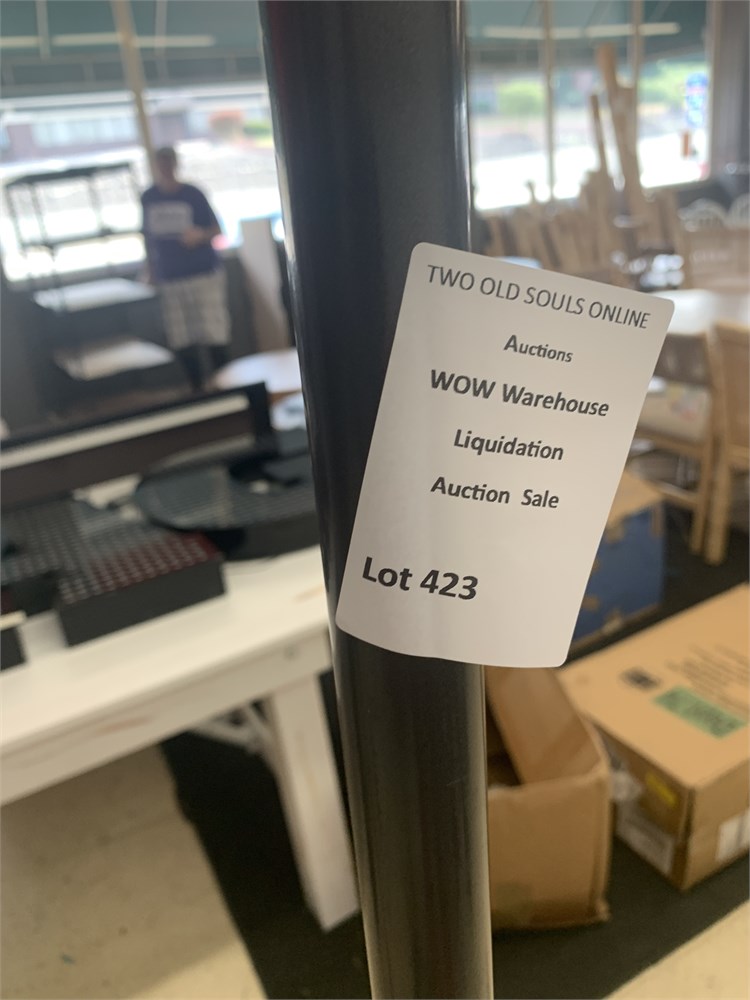 TWO OLD SOULS ONLINE
Auctions
WOW Warehouse
Liquidation
Auction Sale
Lot 423